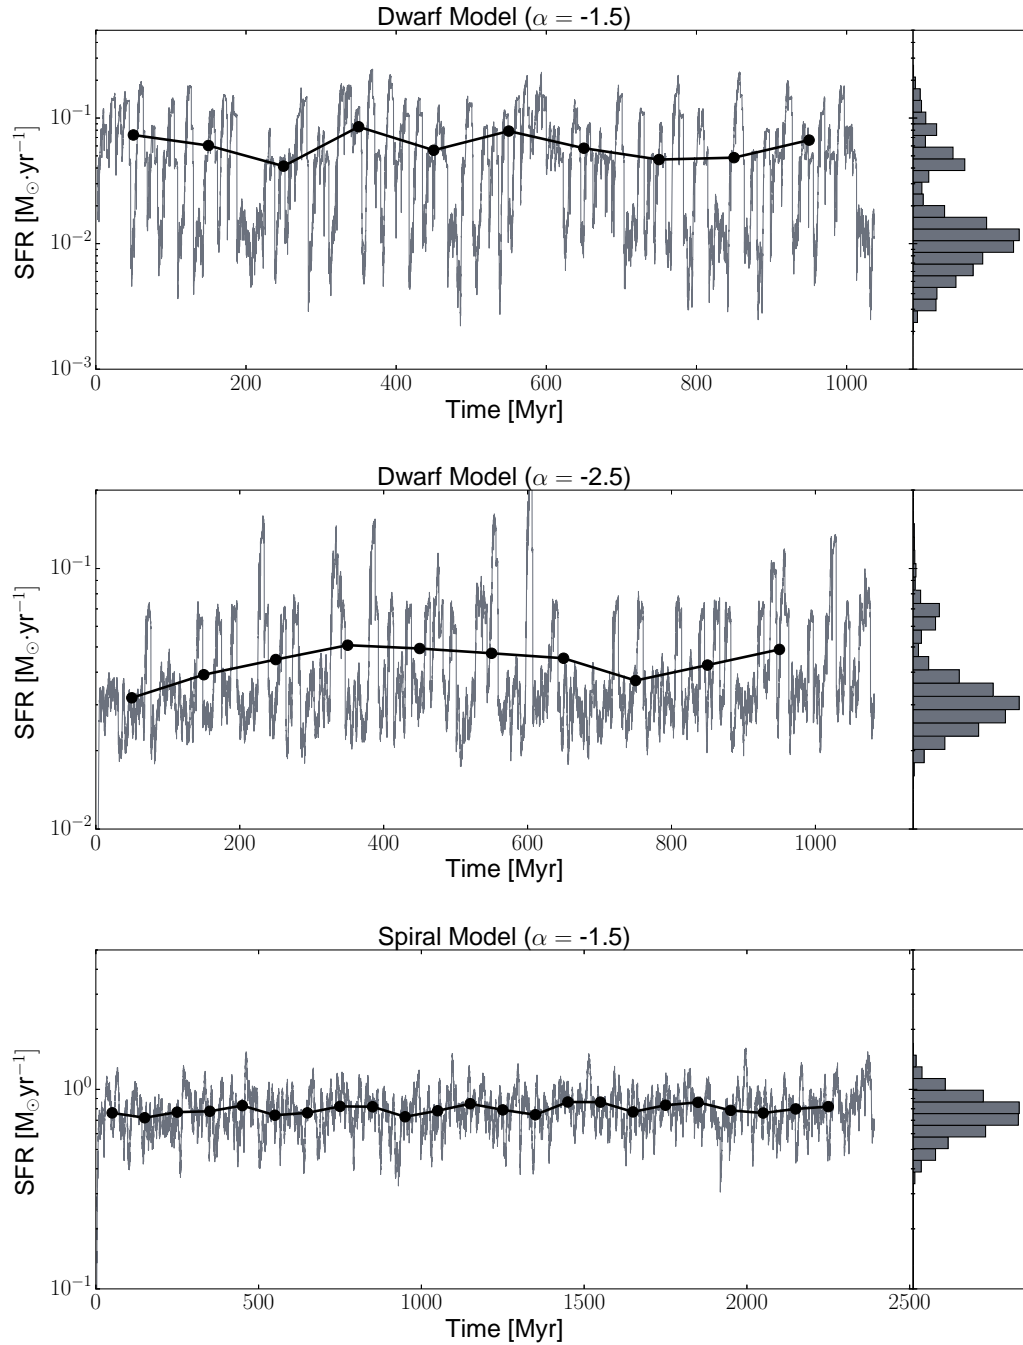 Dwarf Model (α = -1.5)
SFR [M⊙·yr⁻¹]
10⁻¹
10⁻²
10⁻³
0 200 400 600 800 1000
Time [Myr]
Dwarf Model (α = -2.5)
SFR [M⊙·yr⁻¹]
10⁻¹
10⁻²
0 200 400 600 800 1000
Time [Myr]
Spiral Model (α = -1.5)
SFR [M⊙yr⁻¹]
10⁰
10⁻¹
0 500 1000 1500 2000 2500
Time [Myr]